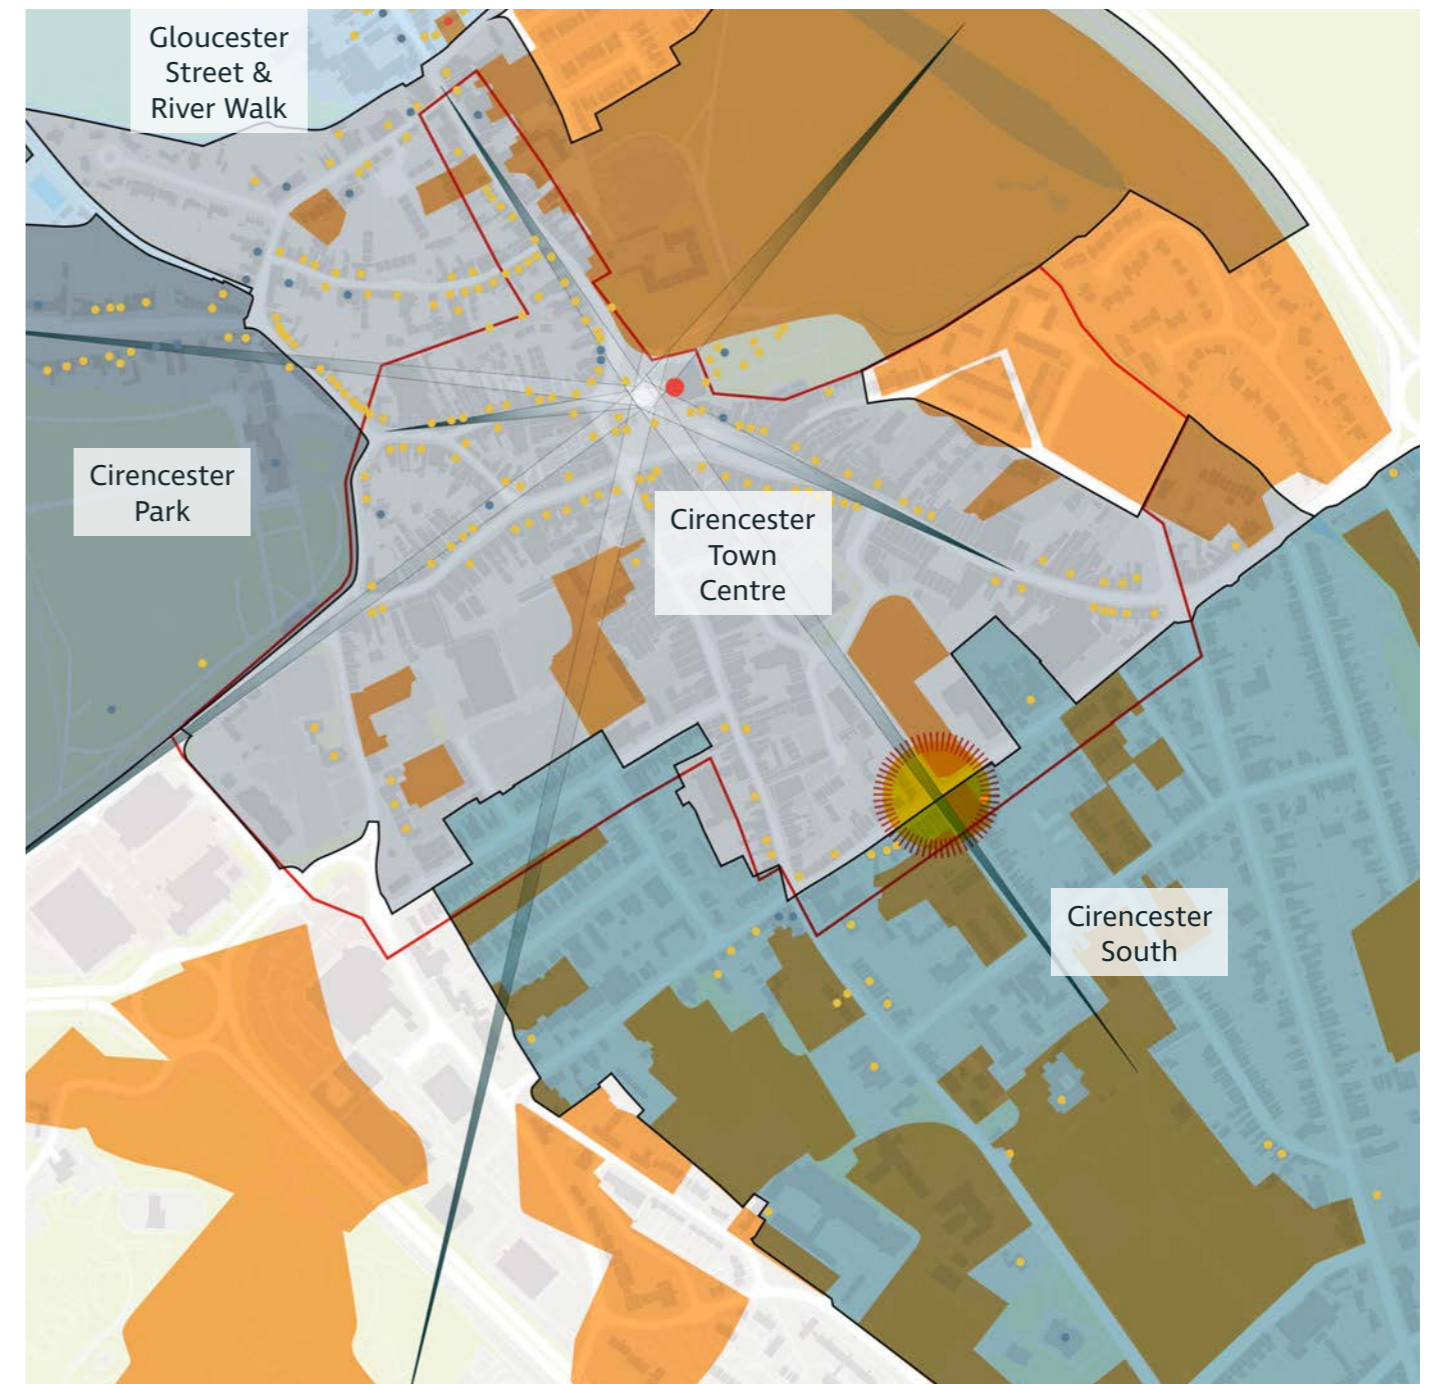 Gloucester
Street &
River Walk
Cirencester
Park
Cirencester
Town
Centre
Cirencester
South